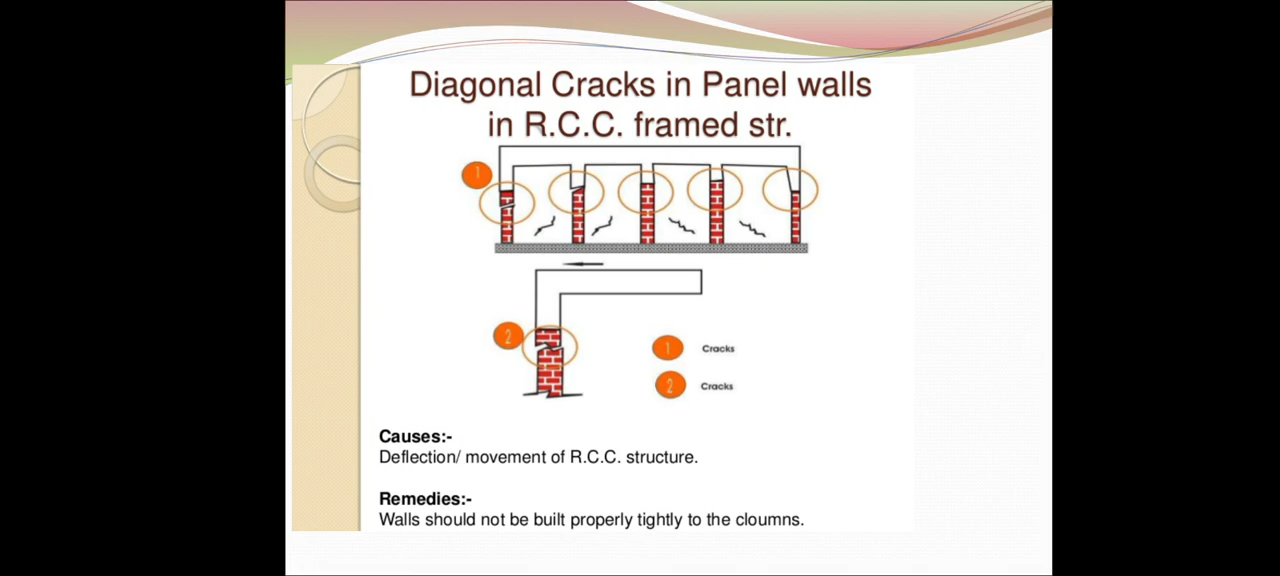 Diagonal Cracks in Panel walls
in R.C.C. framed str.
1
2
1 Cracks
2 Cracks
Causes:-
Deflection/ movement of R.C.C. structure.
Remedies:-
Walls should not be built properly tightly to the cloumns.